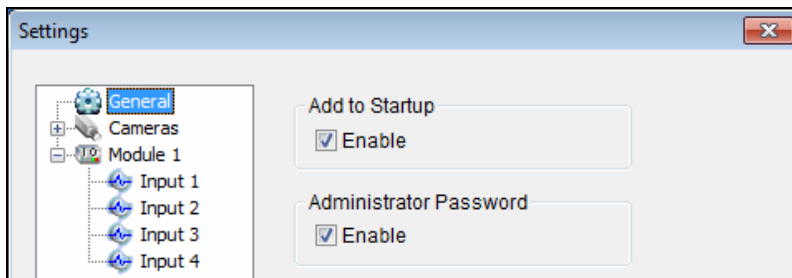 Settings
General
Cameras
Module 1
Input 1
Input 2
Input 3
Input 4
Add to Startup
Enable
Administrator Password
Enable